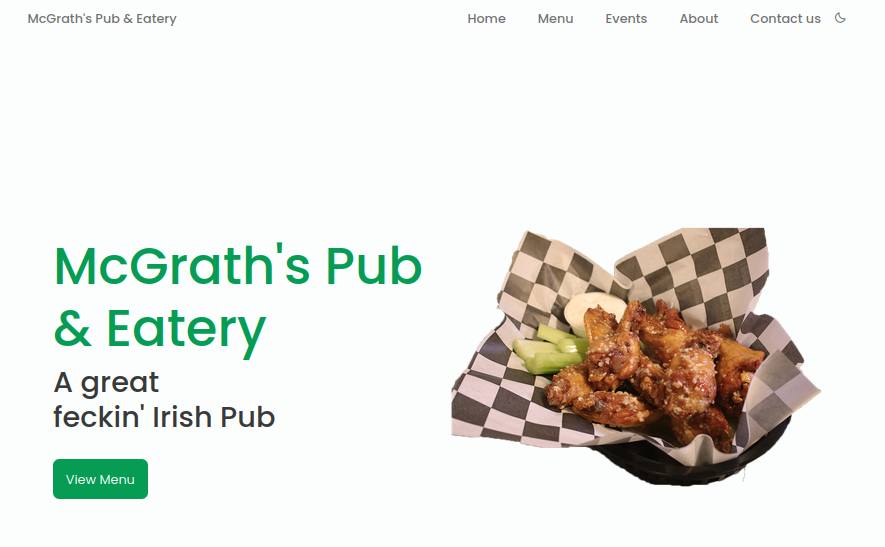 McGrath's Pub & Eatery
Home Menu Events About Contact us
McGrath's Pub
& Eatery
A great
feckin' Irish Pub
View Menu